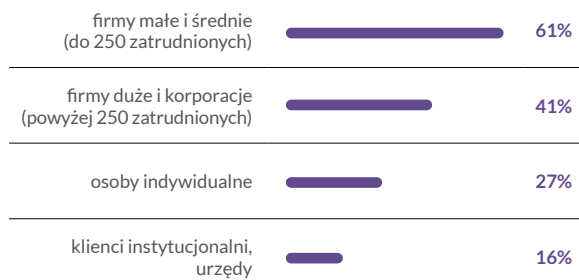 firmy małe i średnie
(do 250 zatrudnionych)
61%
firmy duże i korporacje
(powyżej 250 zatrudnionych)
41%
osoby indywidualne
27%
klienci instytucjonalni,
urzędy
16%